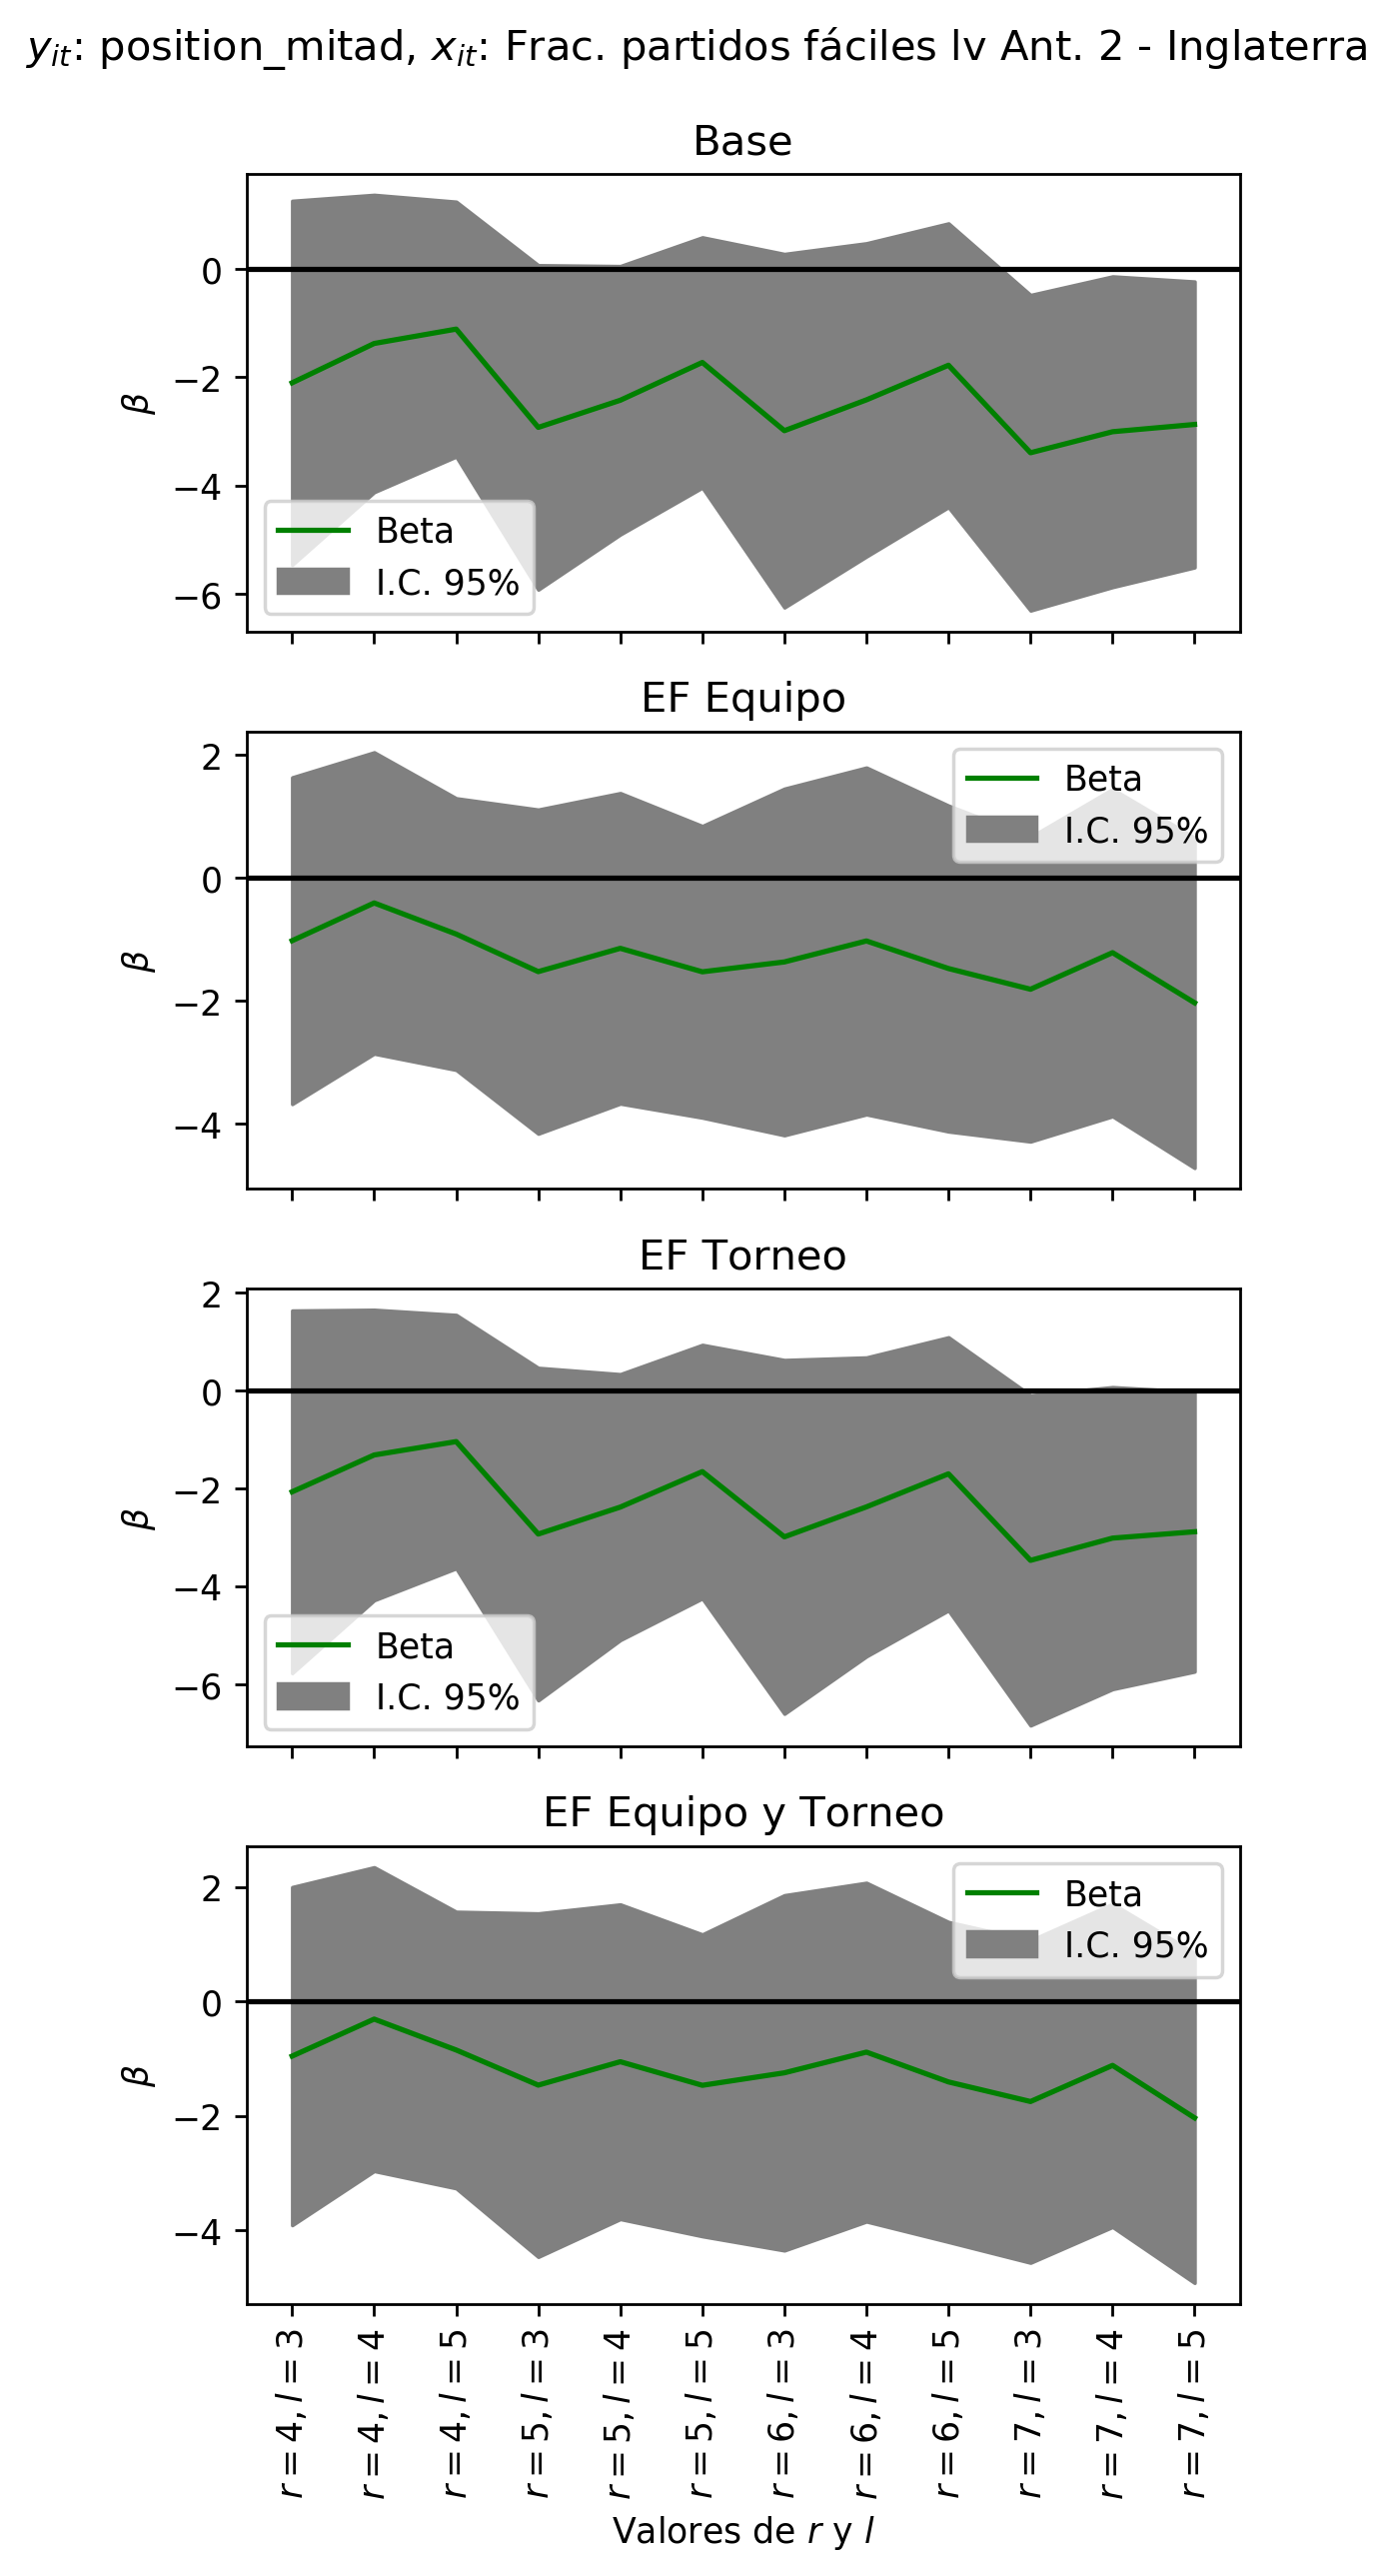 y_it: position_mitad, x_it: Frac. partidos fáciles lv Ant. 2 - Inglaterra
Base
0
−2
−4
−6
β
Beta
I.C. 95%
EF Equipo
2
0
−2
−4
β
Beta
I.C. 95%
EF Torneo
2
0
−2
−4
−6
β
Beta
I.C. 95%
EF Equipo y Torneo
2
0
−2
−4
β
Beta
I.C. 95%
r = 4, l = 3
r = 4, l = 4
r = 4, l = 5
r = 5, l = 3
r = 5, l = 4
r = 5, l = 5
r = 6, l = 3
r = 6, l = 4
r = 6, l = 5
r = 7, l = 3
r = 7, l = 4
r = 7, l = 5
Valores de r y l